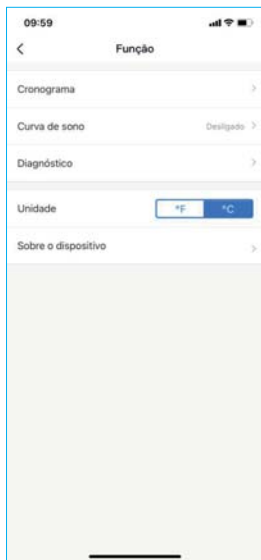 09:59
Função
Cronograma
Curva de sono Desligado
Diagnóstico
Unidade °F °C
Sobre o dispositivo